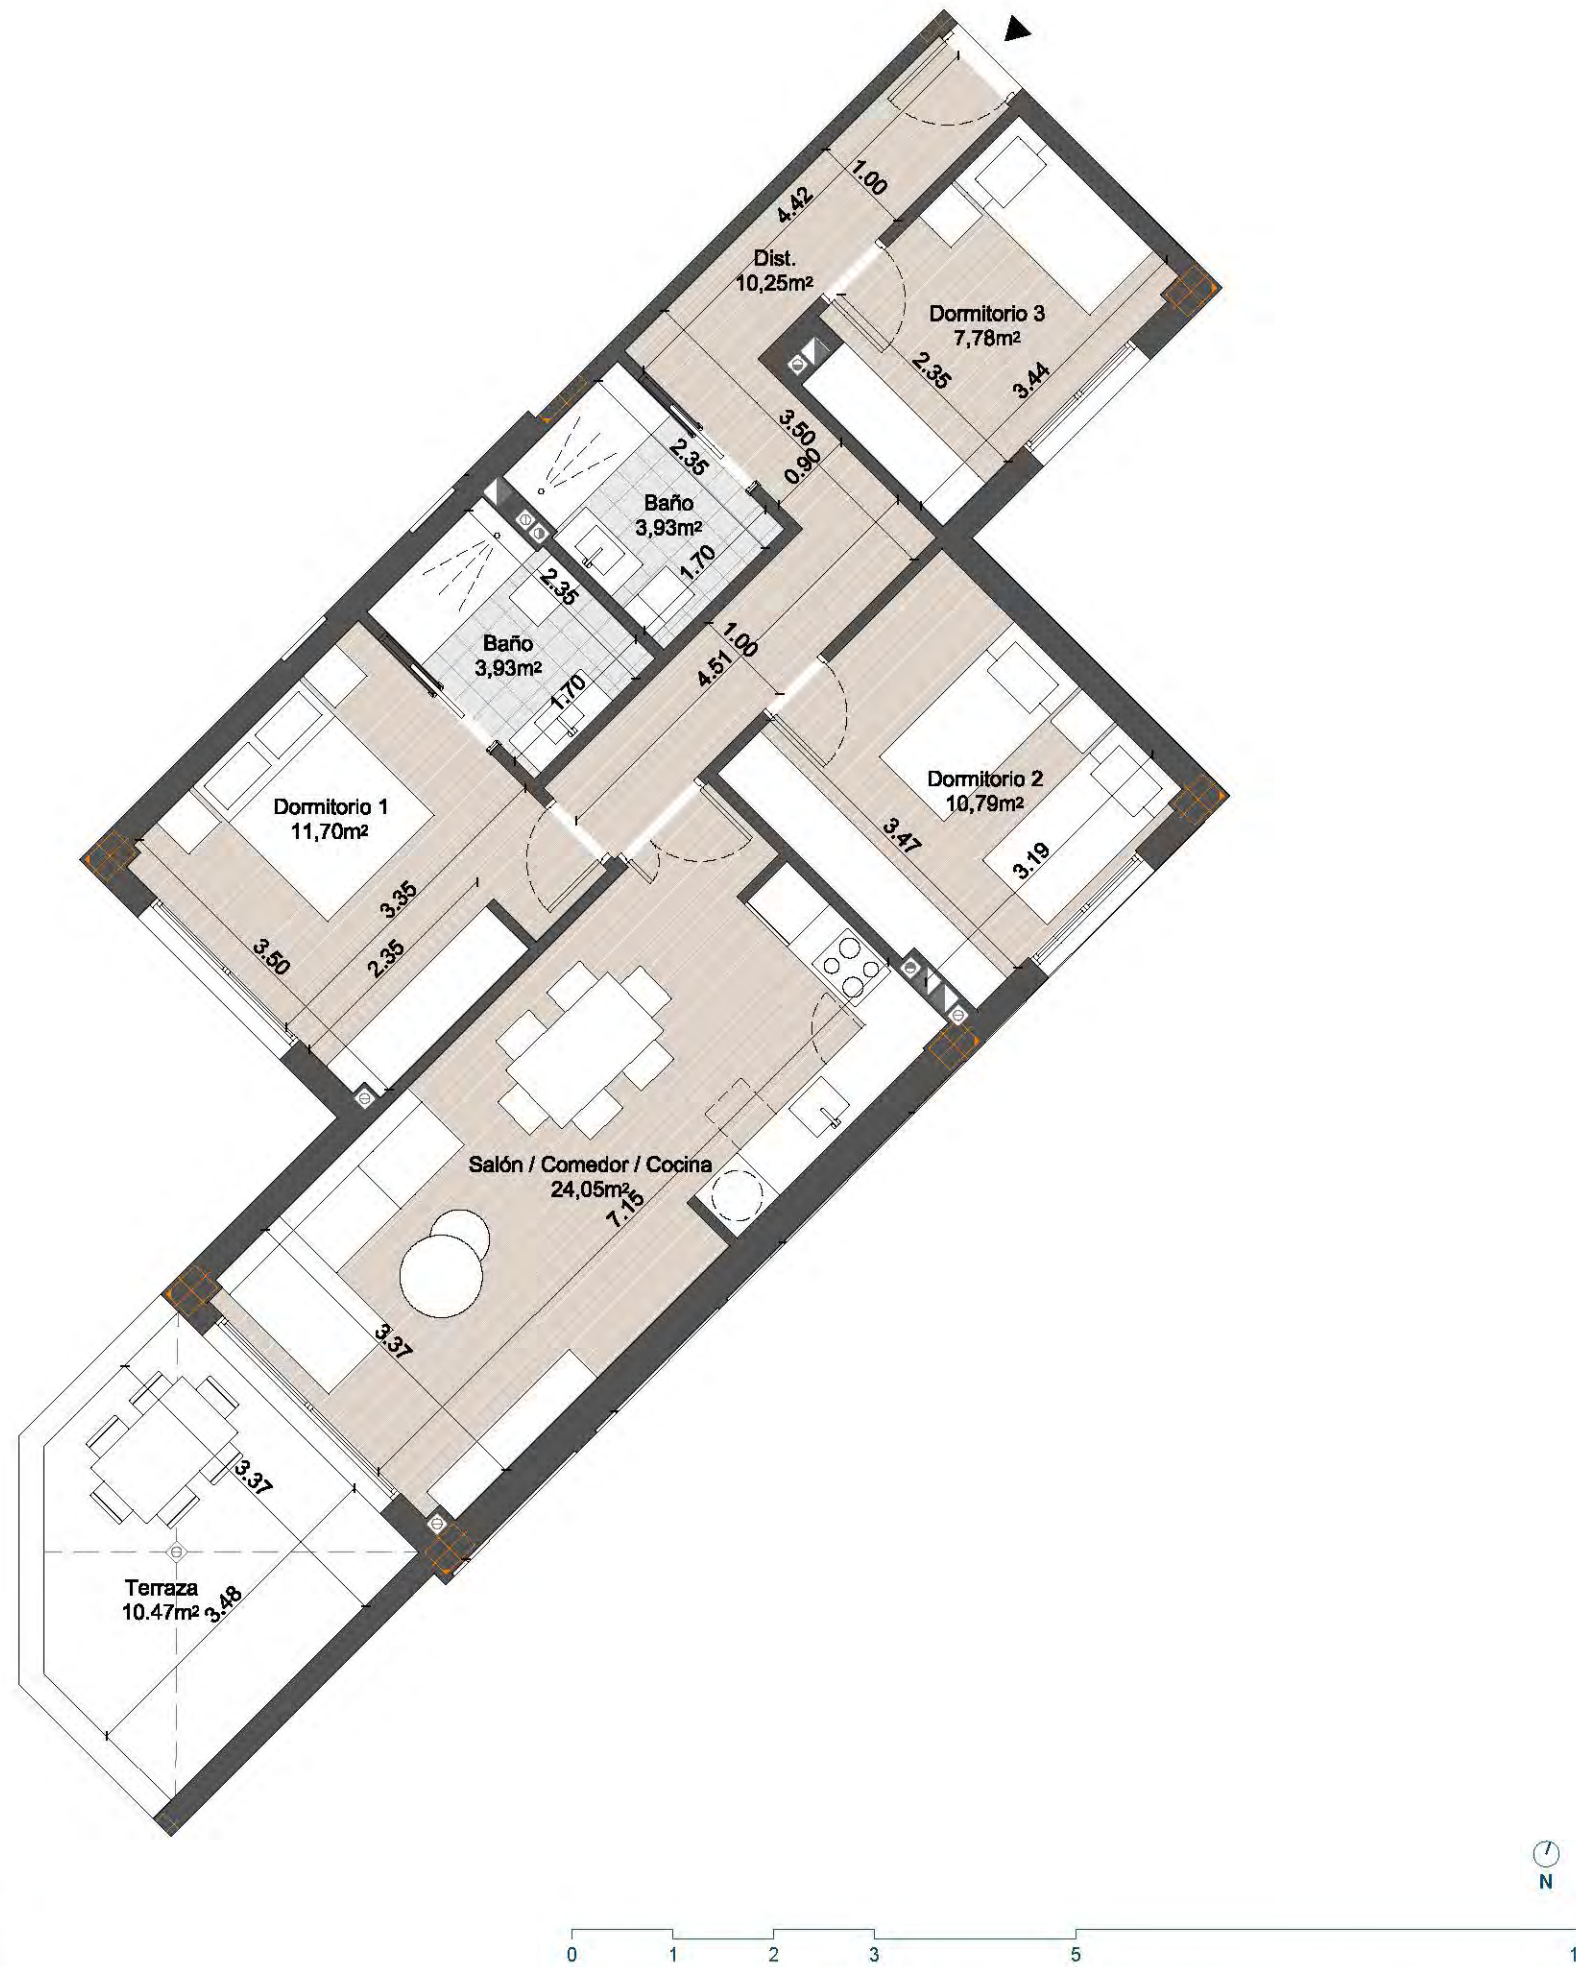 1.00
4.42
Dist.
10,25m²
Dormitorio 3
7,78m²
2.35
3.44
3.50
0.90
2.35
Baño
3,93m²
1.70
2.35
Baño
3,93m²
1.70
1.00
4.51
Dormitorio 1
11,70m²
Dormitorio 2
10,79m²
3.47
3.19
3.35
2.35
3.50
Salón / Comedor / Cocina
24,05m²
7.15
3.37
3.37
Terraza
10.47m²
3.48
N
0 1 2 3 5 1